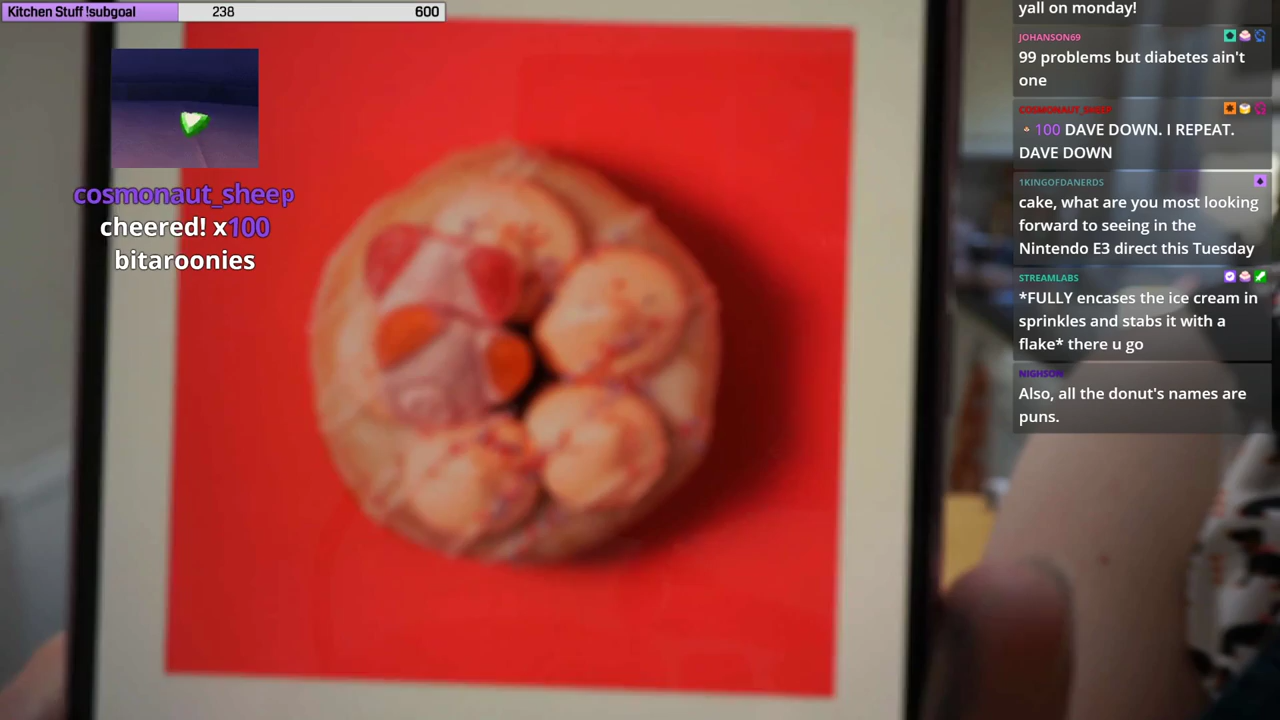 Kitchen Stuff !subgoal 238 600
cosmonaut_sheep
cheered! x100
bitaroonies
yall on monday!
JOHANSON69
99 problems but diabetes ain't
one
COSMONAUT_SHEEP
100 DAVE DOWN. I REPEAT.
DAVE DOWN
1KINGOFDANERDS
cake, what are you most looking
forward to seeing in the
Nintendo E3 direct this Tuesday
STREAMLABS
*FULLY encases the ice cream in
sprinkles and stabs it with a
flake* there u go
NIGHSON
Also, all the donut's names are
puns.